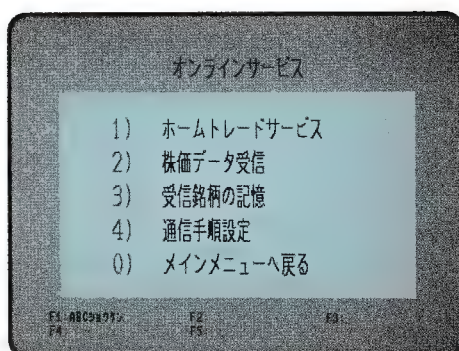 オンラインサービス
1) ホームトレードサービス
2) 株価データ受信
3) 受信銘柄の記憶
4) 通信手順設定
0) メインメニューへ戻る
F1 F2 F3
F4 F5